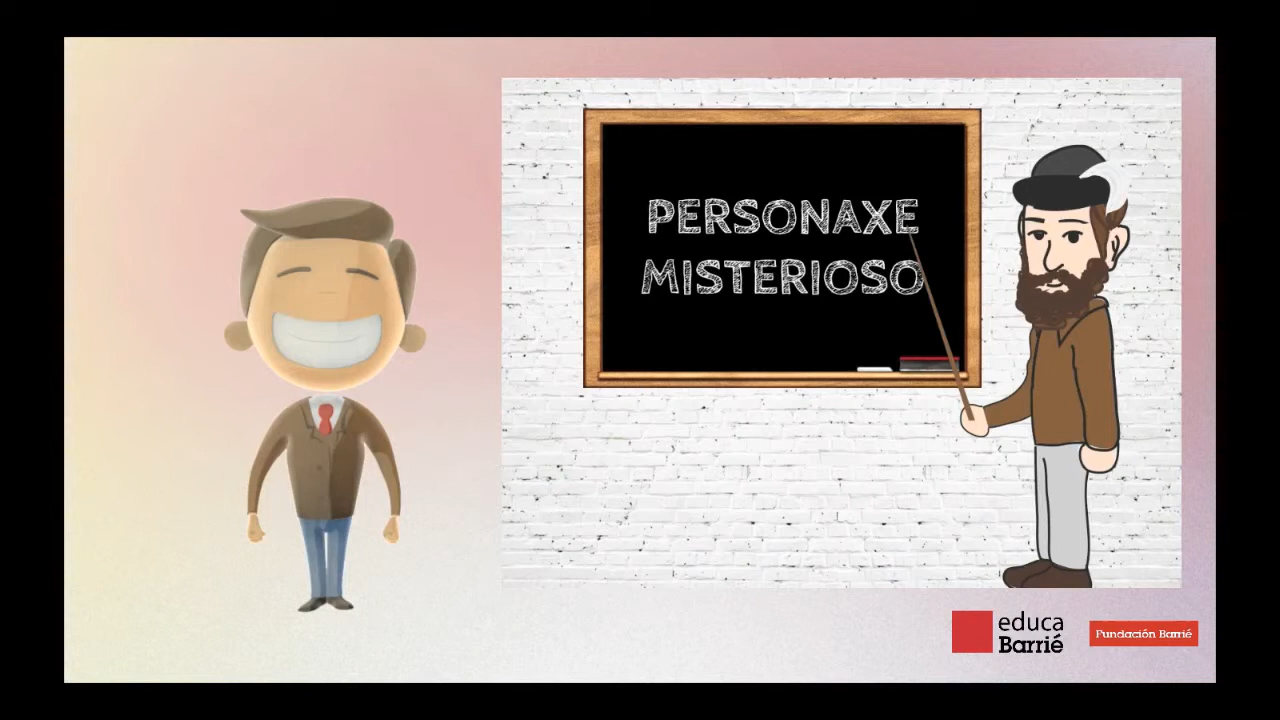 PERSONAXE
MISTERIOSO
educa
Barrié
Fundación Barrié